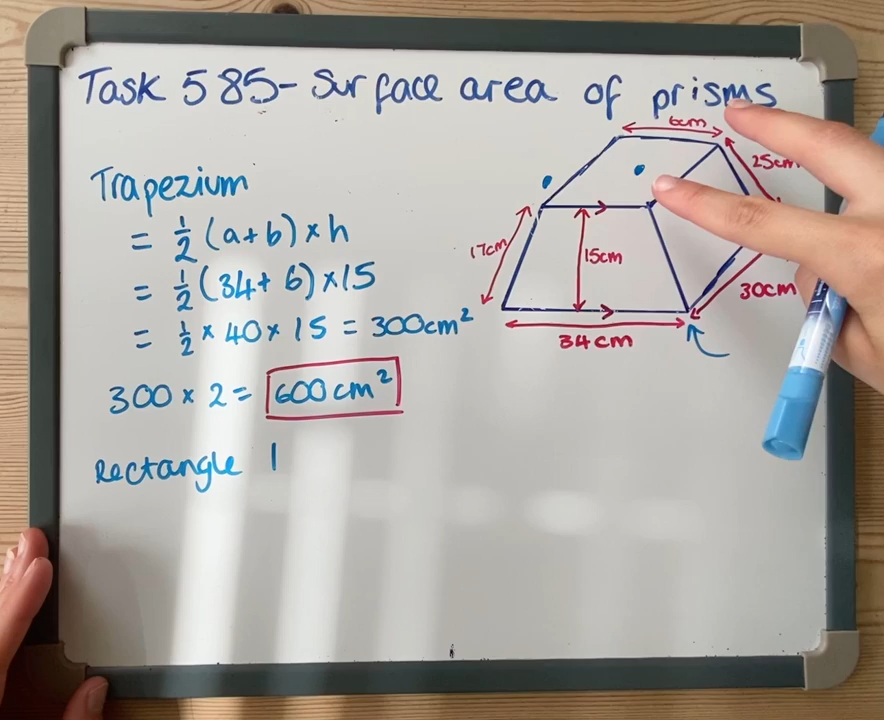 Task 585- Surface area of prisms
Trapezium
= ½ (a+b) × h
= ½ (34+ 6) × 15
= ½ × 40 × 15 = 300cm²
300 × 2 = 600cm²
Rectangle 1
6cm
25cm
17cm
15cm
30cm
34cm